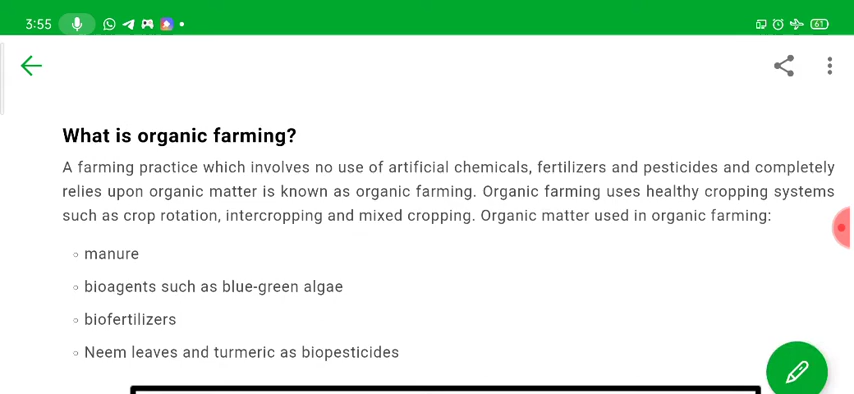 3:55
61
What is organic farming?
A farming practice which involves no use of artificial chemicals, fertilizers and pesticides and completely
relies upon organic matter is known as organic farming. Organic farming uses healthy cropping systems
such as crop rotation, intercropping and mixed cropping. Organic matter used in organic farming:
manure
bioagents such as blue-green algae
biofertilizers
Neem leaves and turmeric as biopesticides